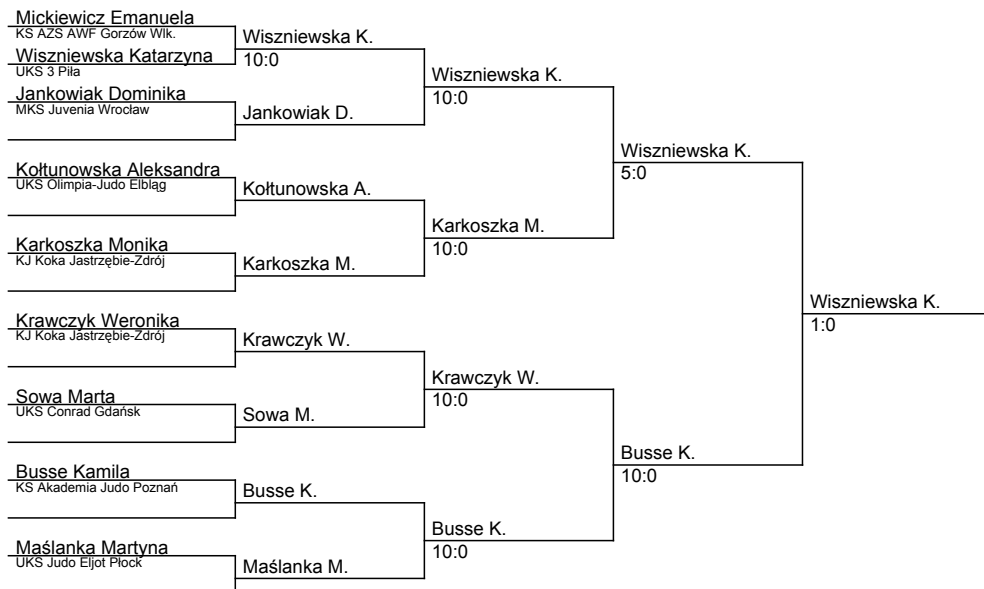 Mickiewicz Emanuela
KS AZS AWF Gorzów Wlk.
Wiszniewska Katarzyna
UKS 3 Piła
Jankowiak Dominika
MKS Juvenia Wrocław
Kołtunowska Aleksandra
UKS Olimpia-Judo Elbląg
Karkoszka Monika
KJ Koka Jastrzębie-Zdrój
Krawczyk Weronika
KJ Koka Jastrzębie-Zdrój
Sowa Marta
UKS Conrad Gdańsk
Busse Kamila
KS Akademia Judo Poznań
Maślanka Martyna
UKS Judo Eljot Płock
Wiszniewska K.
10:0
Jankowiak D.
Kołtunowska A.
Karkoszka M.
Krawczyk W.
Sowa M.
Busse K.
Maślanka M.
Wiszniewska K.
10:0
Karkoszka M.
10:0
Krawczyk W.
10:0
Busse K.
10:0
Wiszniewska K.
5:0
Busse K.
10:0
Wiszniewska K.
1:0